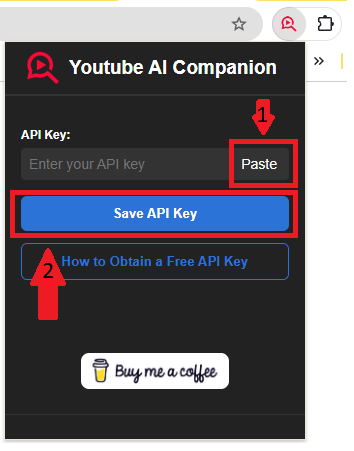 Youtube AI Companion
1
API Key:
Enter your API key
Paste
Save API Key
2
How to Obtain a Free API Key
Buy me a coffee